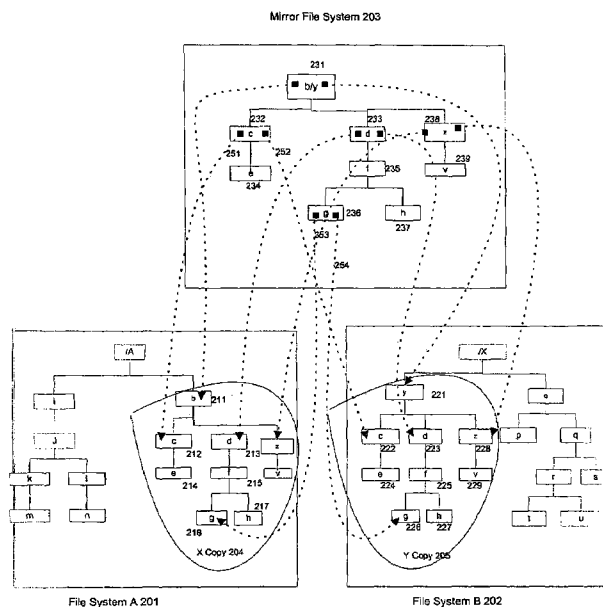 Mirror File System 203
231
b/y
232 233 238
c d z
251 252
e f 235 v 239
234
g 236 h
253 237
254
/A /X
b 211 y 221 o
J
c d z c d z p q
212 213 222 223 228
k e f v e f v r s
214 215 224 225 229
m n g h 217 g h t u
216 226 227
X Copy 204 Y Copy 205
File System A 201 File System B 202